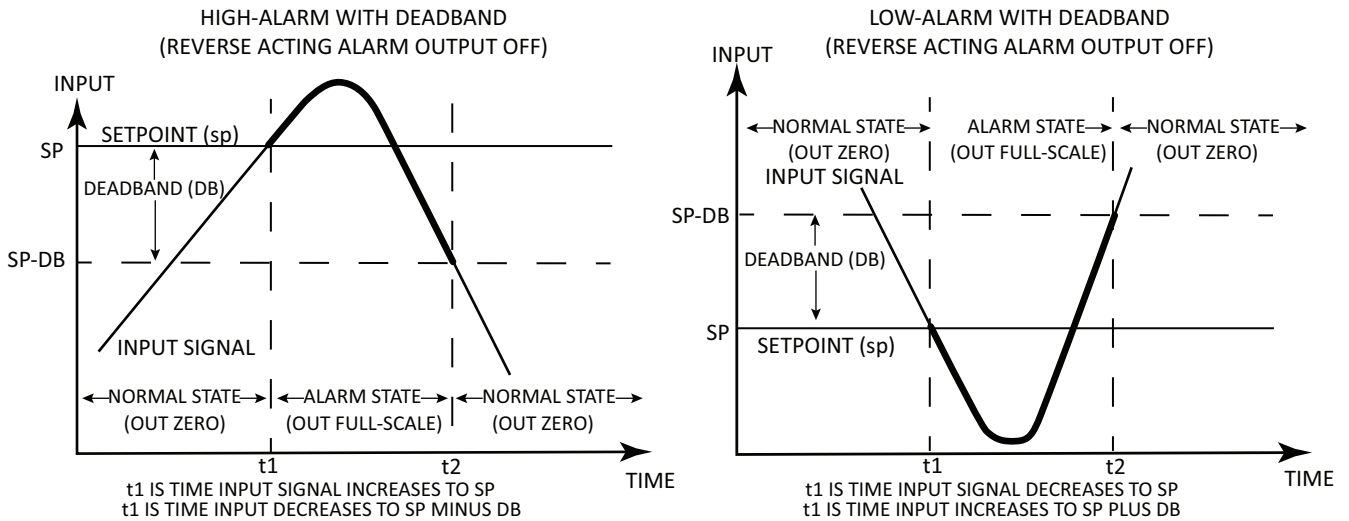 HIGH-ALARM WITH DEADBAND
(REVERSE ACTING ALARM OUTPUT OFF)
INPUT
SETPOINT (sp)
SP
DEADBAND (DB)
SP-DB
INPUT SIGNAL
NORMAL STATE
(OUT ZERO)
ALARM STATE
(OUT FULL-SCALE)
NORMAL STATE
(OUT ZERO)
t1
t2
TIME
t1 IS TIME INPUT SIGNAL INCREASES TO SP
t1 IS TIME INPUT DECREASES TO SP MINUS DB
LOW-ALARM WITH DEADBAND
(REVERSE ACTING ALARM OUTPUT OFF)
INPUT
NORMAL STATE
(OUT ZERO)
ALARM STATE
(OUT FULL-SCALE)
NORMAL STATE
(OUT ZERO)
INPUT SIGNAL
SP-DB
DEADBAND (DB)
SP
SETPOINT (sp)
t1
t2
TIME
t1 IS TIME INPUT SIGNAL DECREASES TO SP
t1 IS TIME INPUT INCREASES TO SP PLUS DB